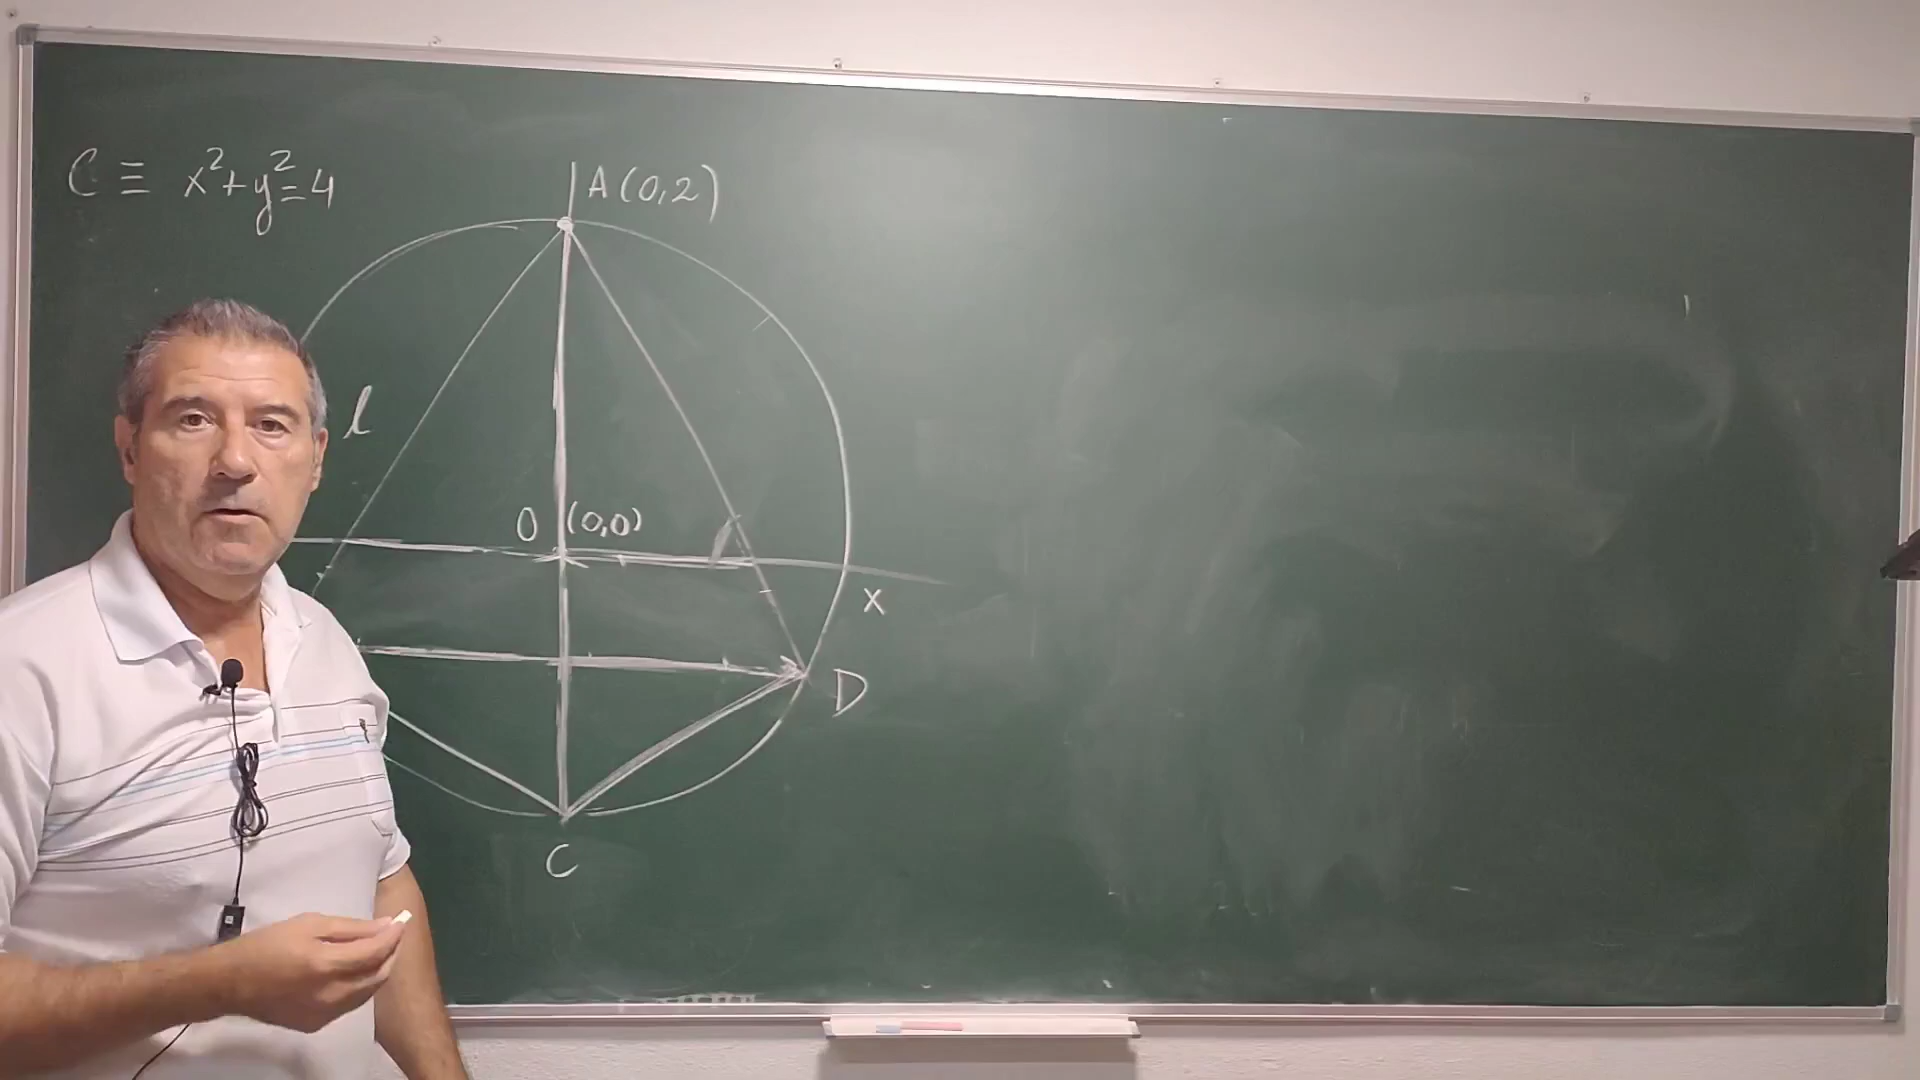 C ≡ x²+y²=4
A(0,2)
l
O (0,0)
x
D
C